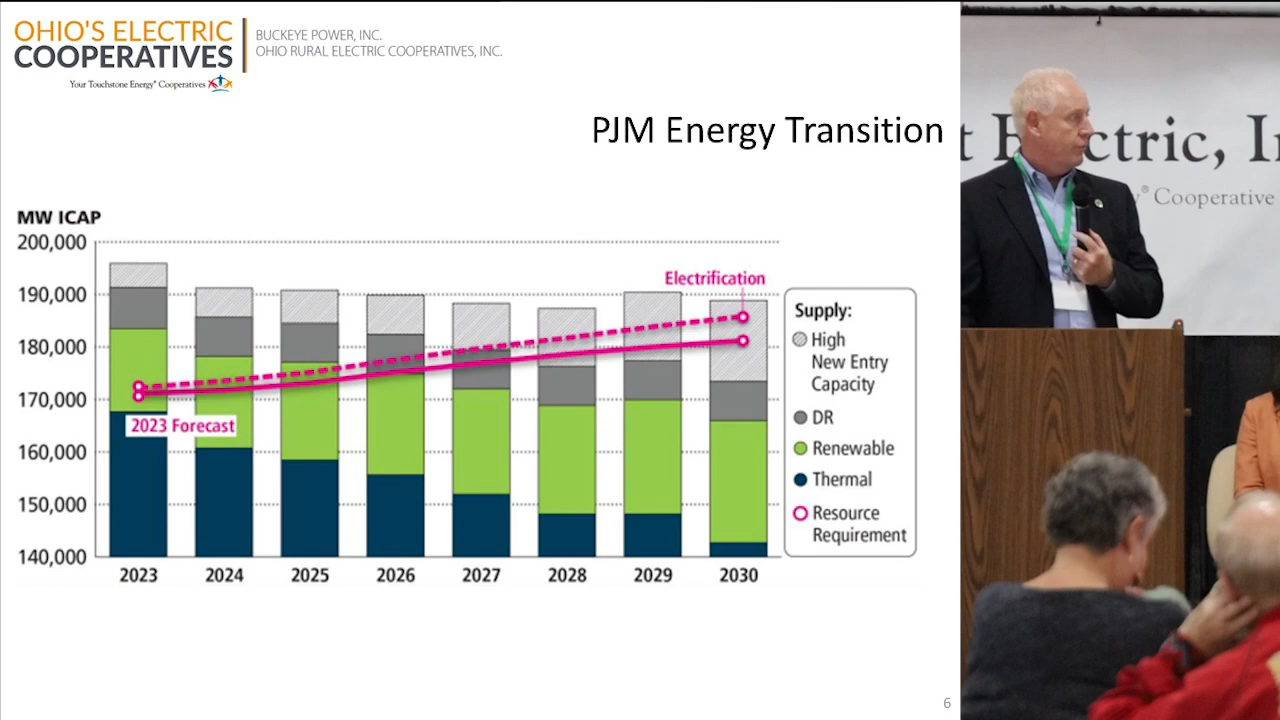 OHIO'S ELECTRIC
COOPERATIVES
Your Touchstone Energy® Cooperatives
BUCKEYE POWER, INC.
OHIO RURAL ELECTRIC COOPERATIVES, INC.
PJM Energy Transition
MW ICAP
200,000
190,000
180,000
170,000
160,000
150,000
140,000
Electrification
2023 Forecast
2023 2024 2025 2026 2027 2028 2029 2030
Supply:
High
New Entry
Capacity
DR
Renewable
Thermal
Resource
Requirement
6
ctric, I
® Cooperative